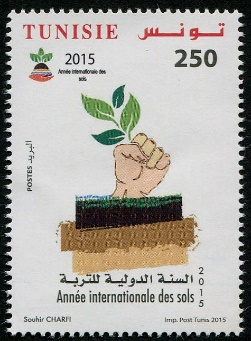 TUNISIE تونس
2015
Année internationale des sols
250
POSTES البريد
السنة الدولية للتربة
Année internationale des sols
2015
Souhir CHARFI
Imp. Post Tunis 2015